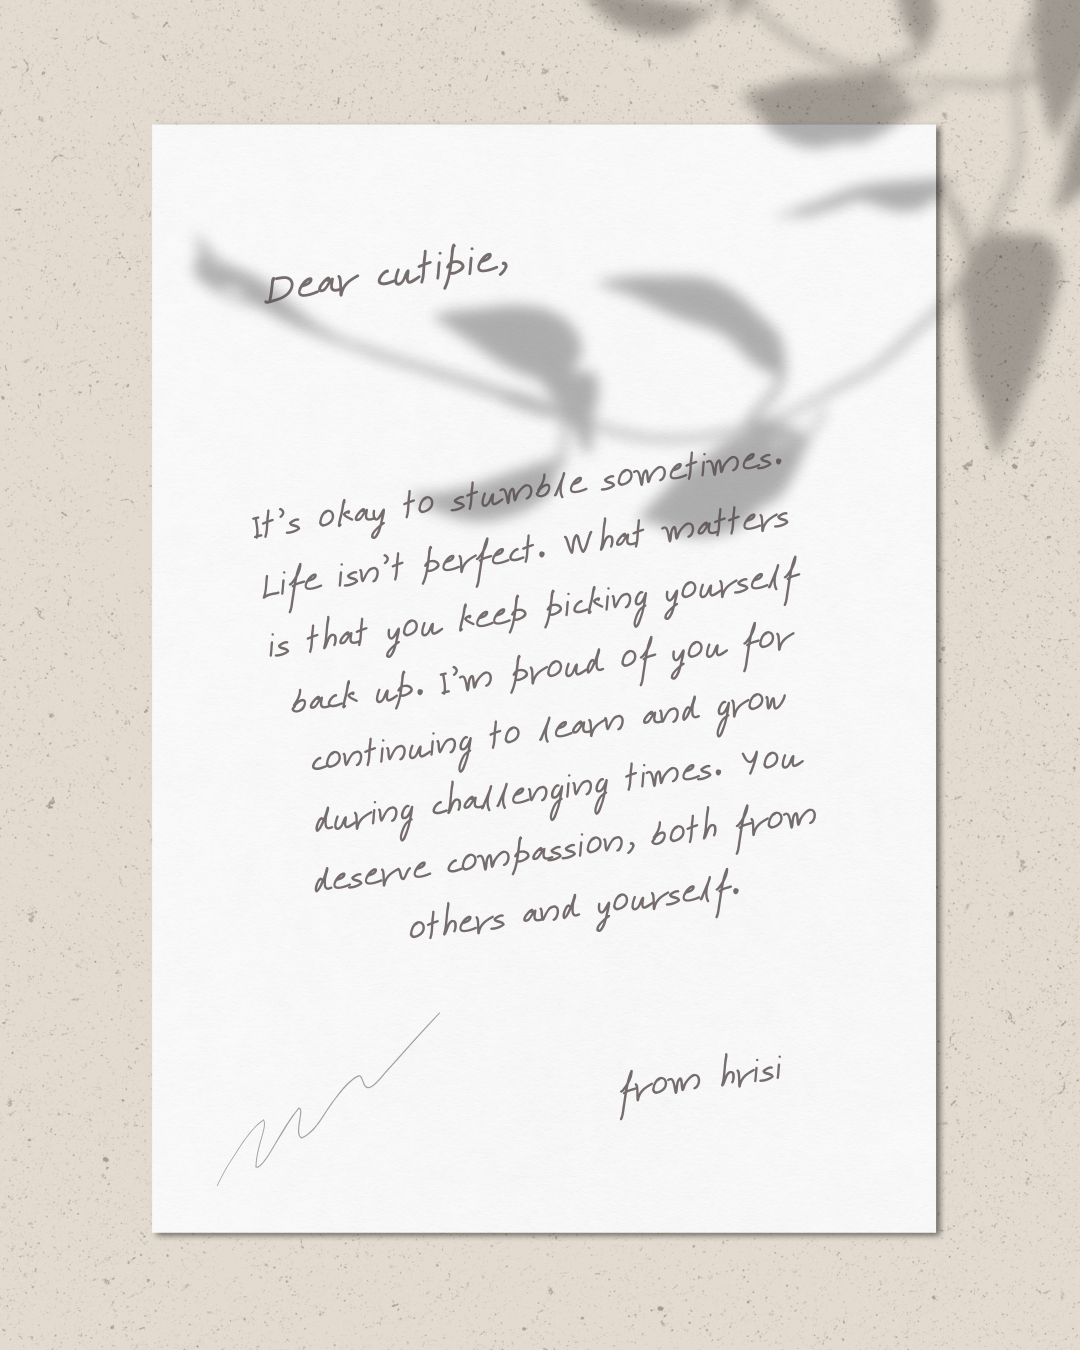 Dear cutipie,
It's okay to stumble sometimes.
Life isn't perfect. What matters
is that you keep picking yourself
back up. I'm proud of you for
continuing to learn and grow
during challenging times. You
deserve compassion, both from
others and yourself.
from hrisi